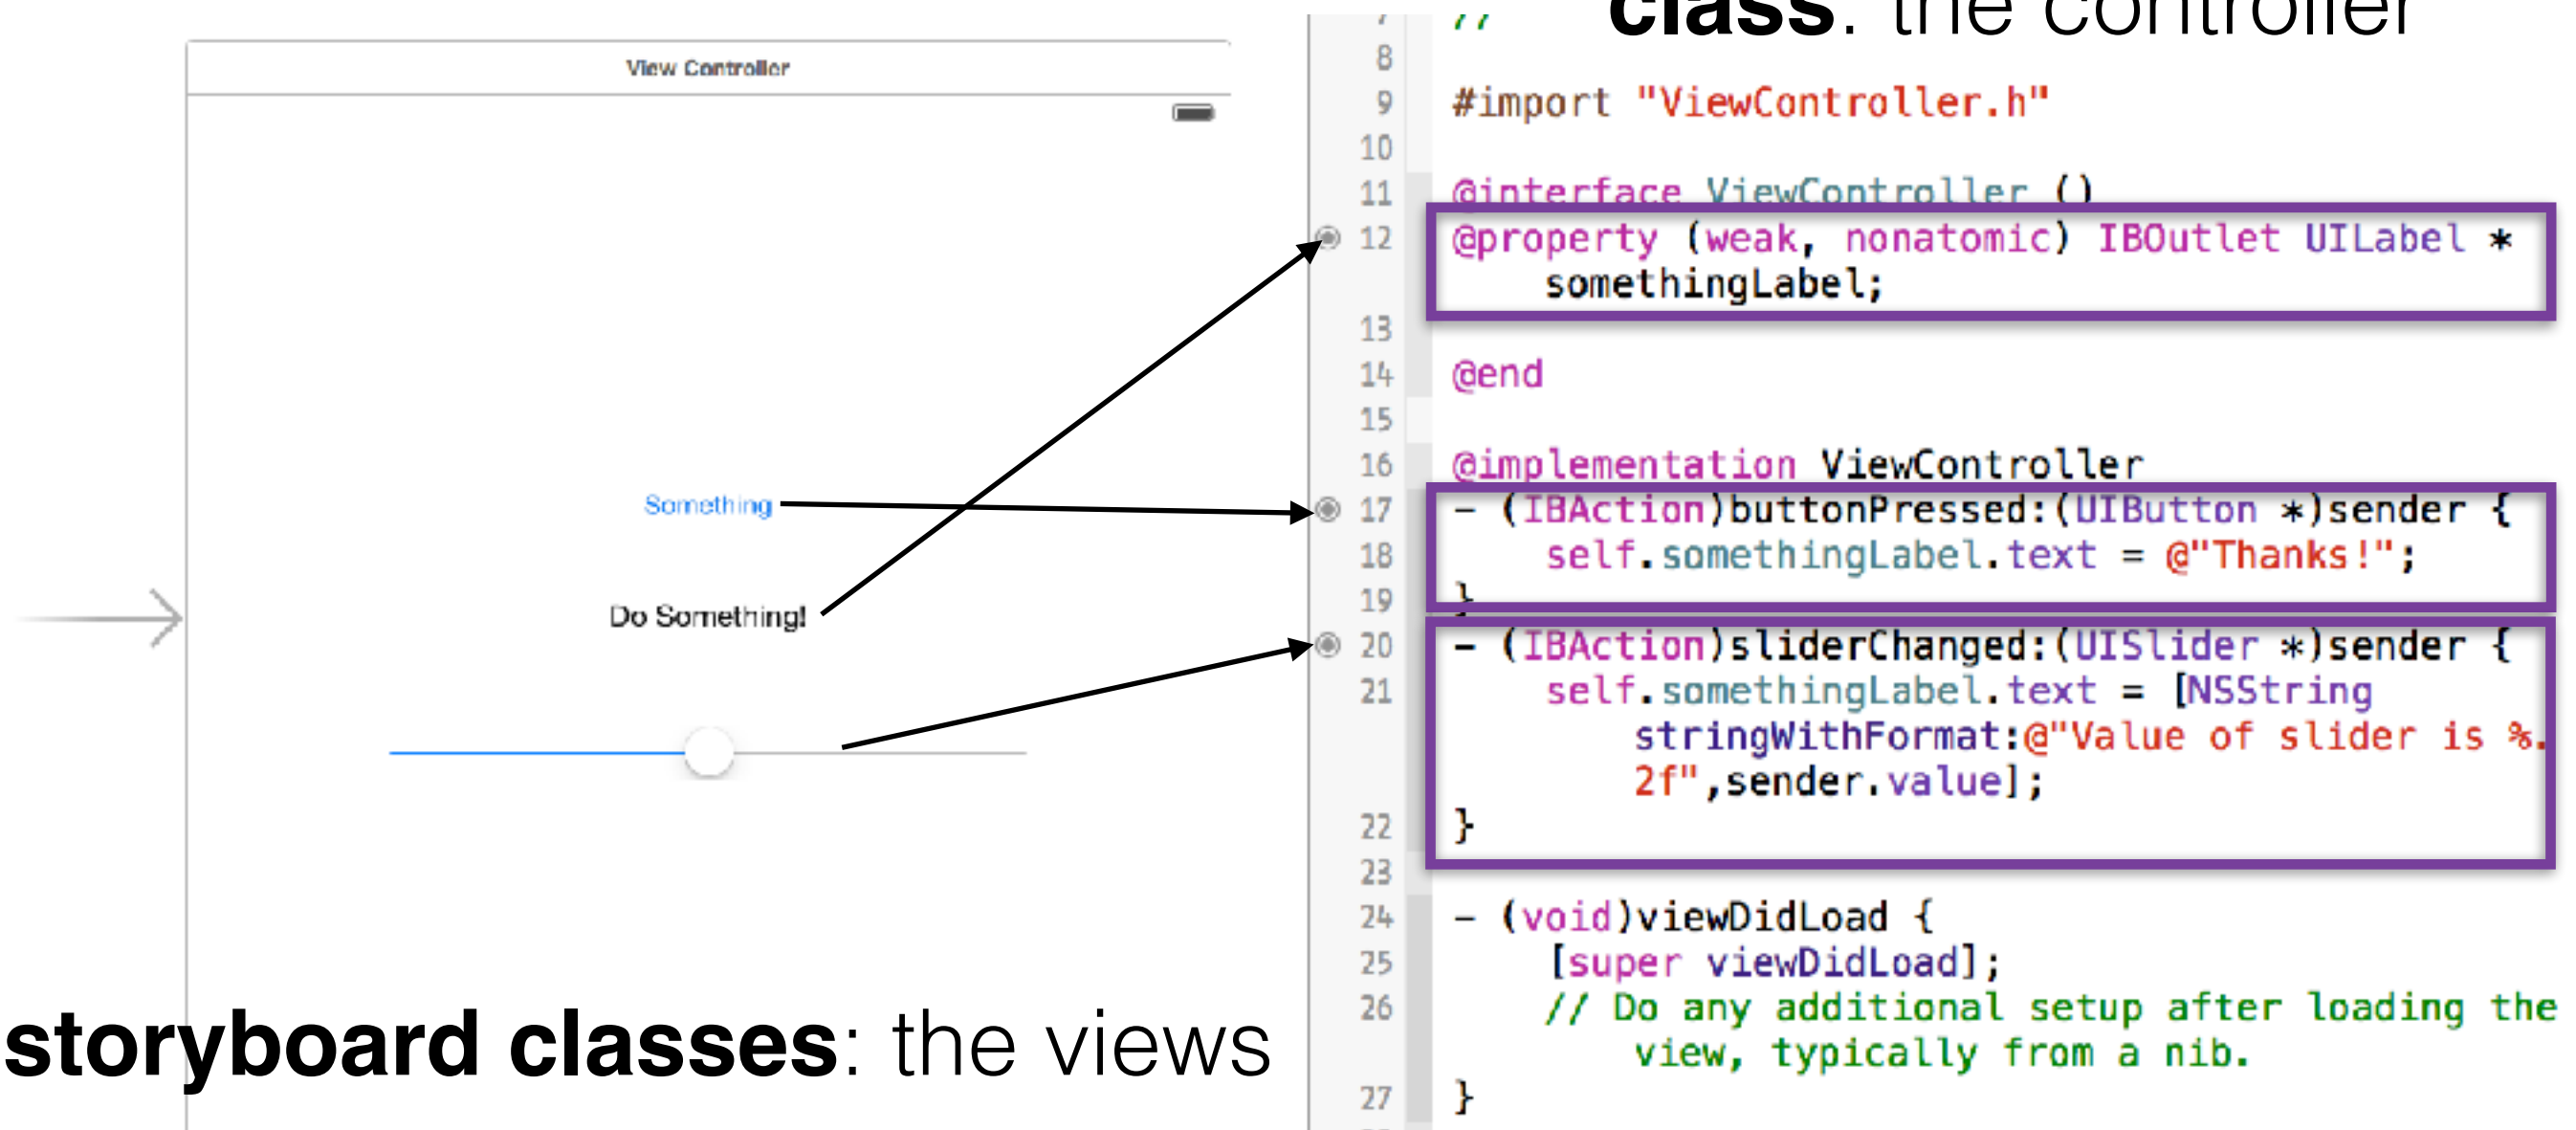 class: the controller
View Controller
Something
Do Something!
storyboard classes: the views
7 //
8
9 #import "ViewController.h"
10
11 @interface ViewController ()
12 @property (weak, nonatomic) IBOutlet UILabel *
somethingLabel;
13
14 @end
15
16 @implementation ViewController
17 - (IBAction)buttonPressed:(UIButton *)sender {
18 self.somethingLabel.text = @"Thanks!";
19 }
20 - (IBAction)sliderChanged:(UISlider *)sender {
21 self.somethingLabel.text = [NSString
stringWithFormat:@"Value of slider is %.
2f",sender.value];
22 }
23
24 - (void)viewDidLoad {
25 [super viewDidLoad];
26 // Do any additional setup after loading the
view, typically from a nib.
27 }